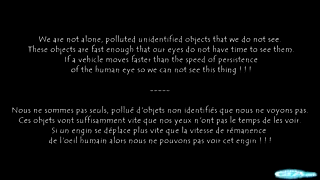 We are not alone, polluted unidentified objects that we do not see.
These objects are fast enough that our eyes do not have time to see them.
If a vehicle moves faster than the speed of persistence
of the human eye so we can not see this thing ! ! !
-----
Nous ne sommes pas seuls, pollué d'objets non identifiés que nous ne voyons pas.
Ces objets vont suffisamment vite que nos yeux n'ont pas le temps de les voir.
Si un engin se déplace plus vite que la vitesse de rémanence
de l'oeil humain alors nous ne pouvons pas voir cet engin ! ! !